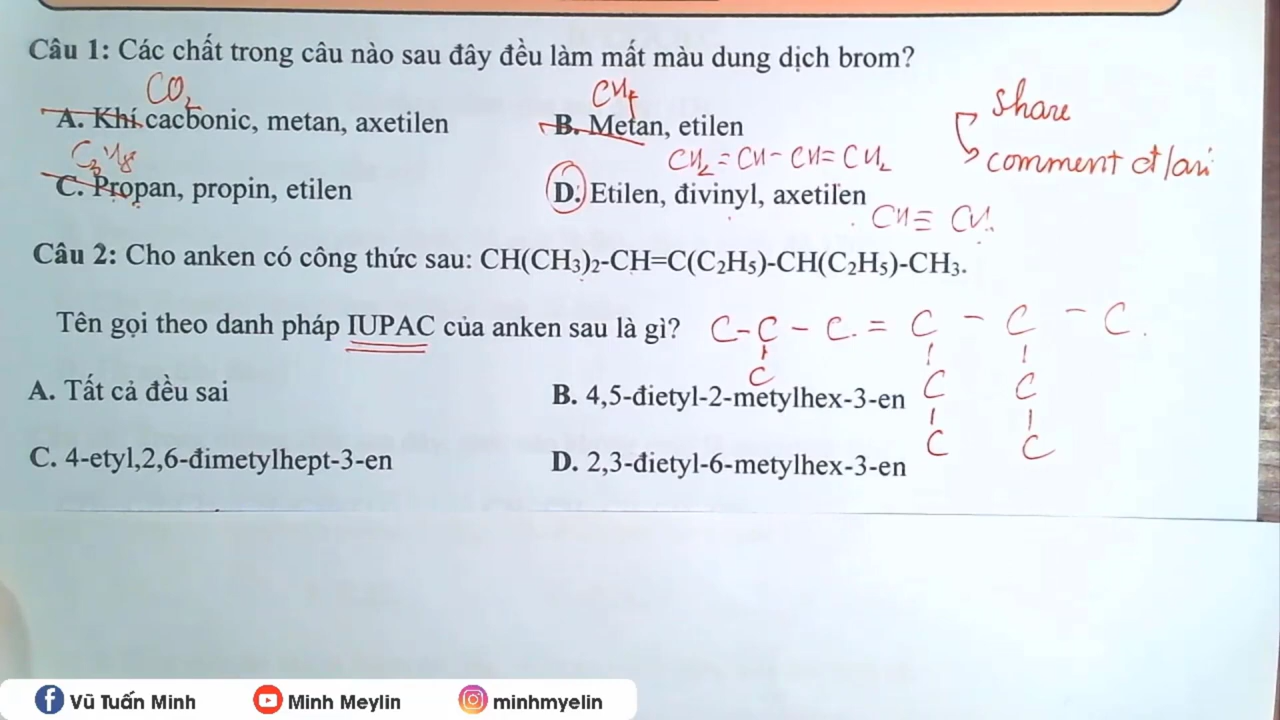 Câu 1: Các chất trong câu nào sau đây đều làm mất màu dung dịch brom?
CO₂
CH₄
A. Khí cacbonic, metan, axetilen
B. Metan, etilen
share
C₃H₈
CH₂=CH-CH=CH₂
comment đ/án
C. Propan, propin, etilen
D. Etilen, đivinyl, axetilen
CH≡CH
Câu 2: Cho anken có công thức sau: CH(CH₃)₂-CH=C(C₂H₅)-CH(C₂H₅)-CH₃.
Tên gọi theo danh pháp IUPAC của anken sau là gì?
C-C-C=C-C-C
C
C C
C C
A. Tất cả đều sai
B. 4,5-đietyl-2-metylhex-3-en
C. 4-etyl,2,6-đimetylhept-3-en
D. 2,3-đietyl-6-metylhex-3-en
Vũ Tuấn Minh
Minh Meylin
minhmyelin